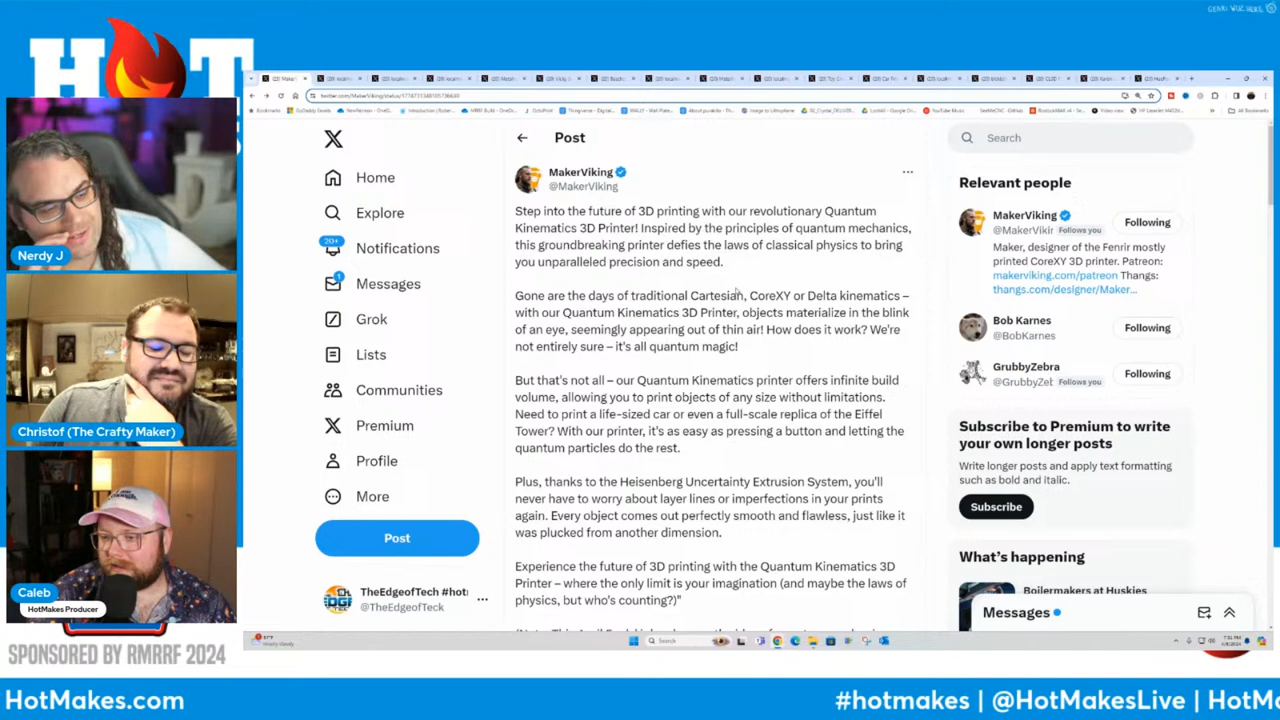 H T
Nerdy J
Christof (The Crafty Maker)
Caleb
HotMakes Producer
SPONSORED BY RMRRF 2024
Bookmarks
YouTube Music
All Bookmarks
Home
Explore
20+
Notifications
1
Messages
Grok
Lists
Communities
Premium
Profile
More
Post
TheEdgeofTech #hot
@TheEdgeofTech
Post
MakerViking
@MakerViking
Step into the future of 3D printing with our revolutionary Quantum
Kinematics 3D Printer! Inspired by the principles of quantum mechanics,
this groundbreaking printer defies the laws of classical physics to bring
you unparalleled precision and speed.
Gone are the days of traditional Cartesian, CoreXY or Delta kinematics –
with our Quantum Kinematics 3D Printer, objects materialize in the blink
of an eye, seemingly appearing out of thin air! How does it work? We're
not entirely sure – it's all quantum magic!
But that's not all – our Quantum Kinematics printer offers infinite build
volume, allowing you to print objects of any size without limitations.
Need to print a life-sized car or even a full-scale replica of the Eiffel
Tower? With our printer, it's as easy as pressing a button and letting the
quantum particles do the rest.
Plus, thanks to the Heisenberg Uncertainty Extrusion System, you'll
never have to worry about layer lines or imperfections in your prints
again. Every object comes out perfectly smooth and flawless, just like it
was plucked from another dimension.
Experience the future of 3D printing with the Quantum Kinematics 3D
Printer – where the only limit is your imagination (and maybe the laws of
physics, but who's counting?)"
Search
Relevant people
MakerViking
@MakerVikin Follows you
Following
Maker, designer of the Fenrir mostly
printed CoreXY 3D printer. Patreon:
makerviking.com/patreon Thangs:
thangs.com/designer/Maker...
Bob Karnes
@BobKarnes
Following
GrubbyZebra
@GrubbyZeb Follows you
Following
Subscribe to Premium to write
your own longer posts
Write longer posts and apply text formatting
such as bold and italic.
Subscribe
What's happening
Boilermakers at Huskies
Messages
Search
HotMakes.com
#hotmakes | @HotMakesLive | HotM